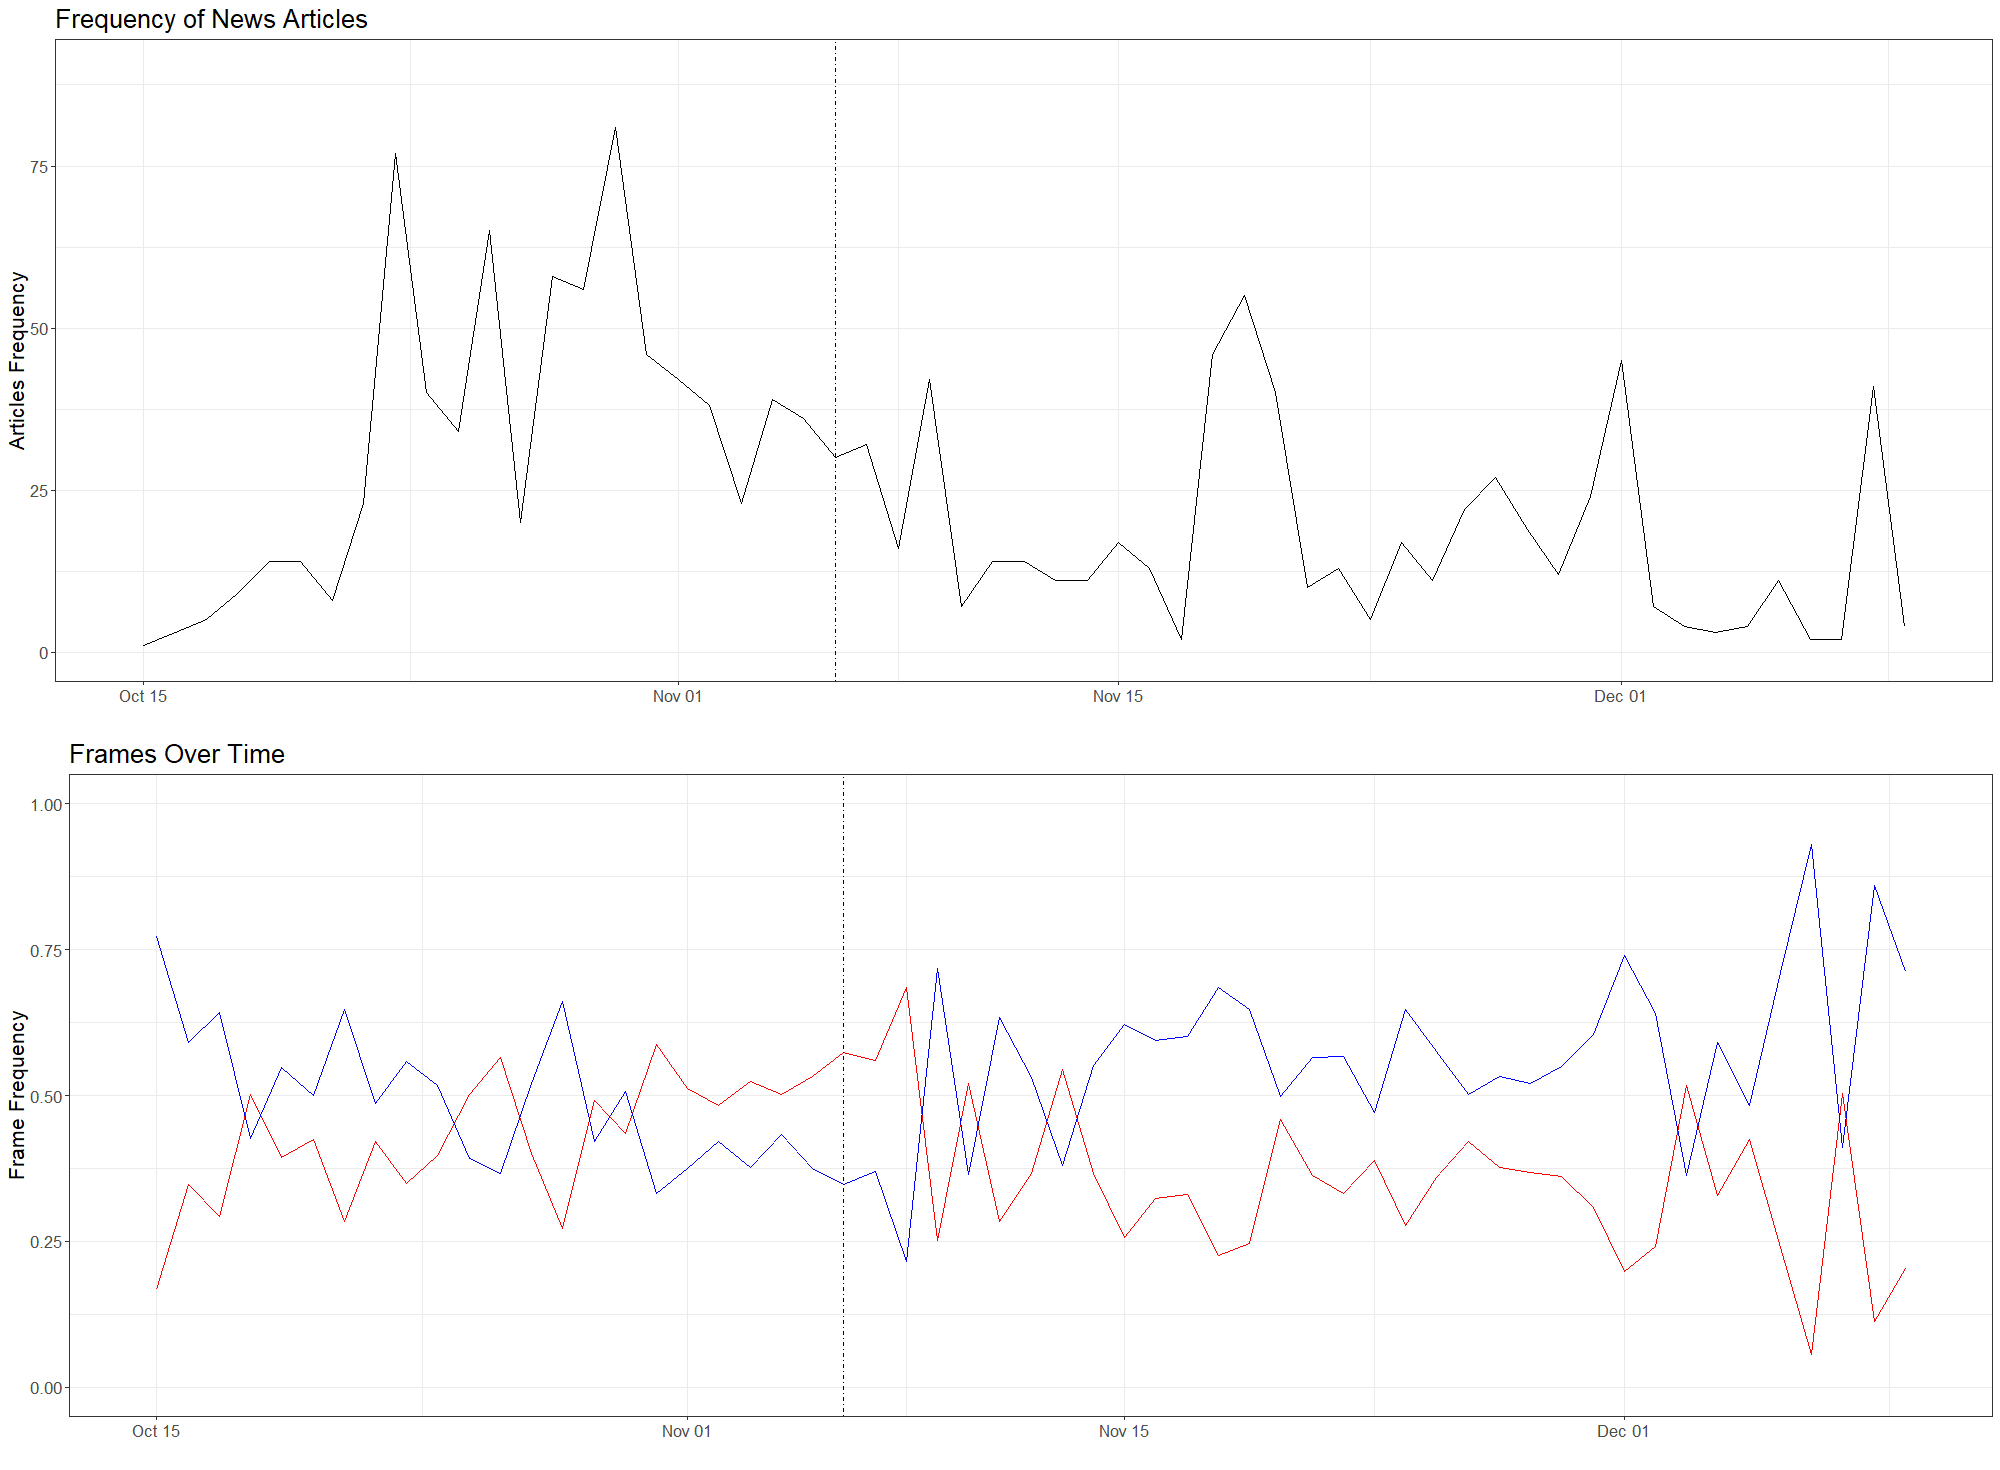 Frequency of News Articles
Articles Frequency
75
50
25
0
Oct 15 Nov 01 Nov 15 Dec 01
Frames Over Time
Frame Frequency
1.00
0.75
0.50
0.25
0.00
Oct 15 Nov 01 Nov 15 Dec 01